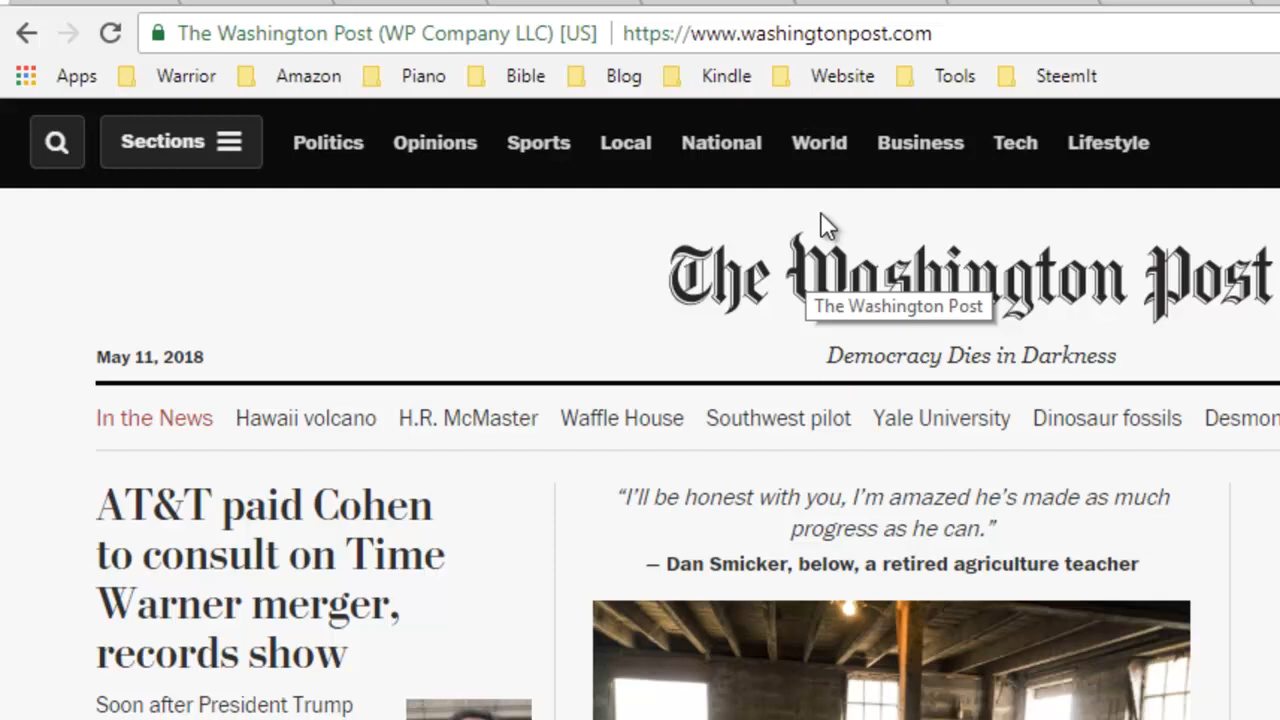 The Washington Post (WP Company LLC) [US] https://www.washingtonpost.com
Apps Warrior Amazon Piano Bible Blog Kindle Website Tools SteemIt
Sections Politics Opinions Sports Local National World Business Tech Lifestyle
The Washington Post
The Washington Post
May 11, 2018
Democracy Dies in Darkness
In the News Hawaii volcano H.R. McMaster Waffle House Southwest pilot Yale University Dinosaur fossils Desmon
AT&T paid Cohen
to consult on Time
Warner merger,
records show
Soon after President Trump
“I’ll be honest with you, I’m amazed he’s made as much
progress as he can.”
— Dan Smicker, below, a retired agriculture teacher